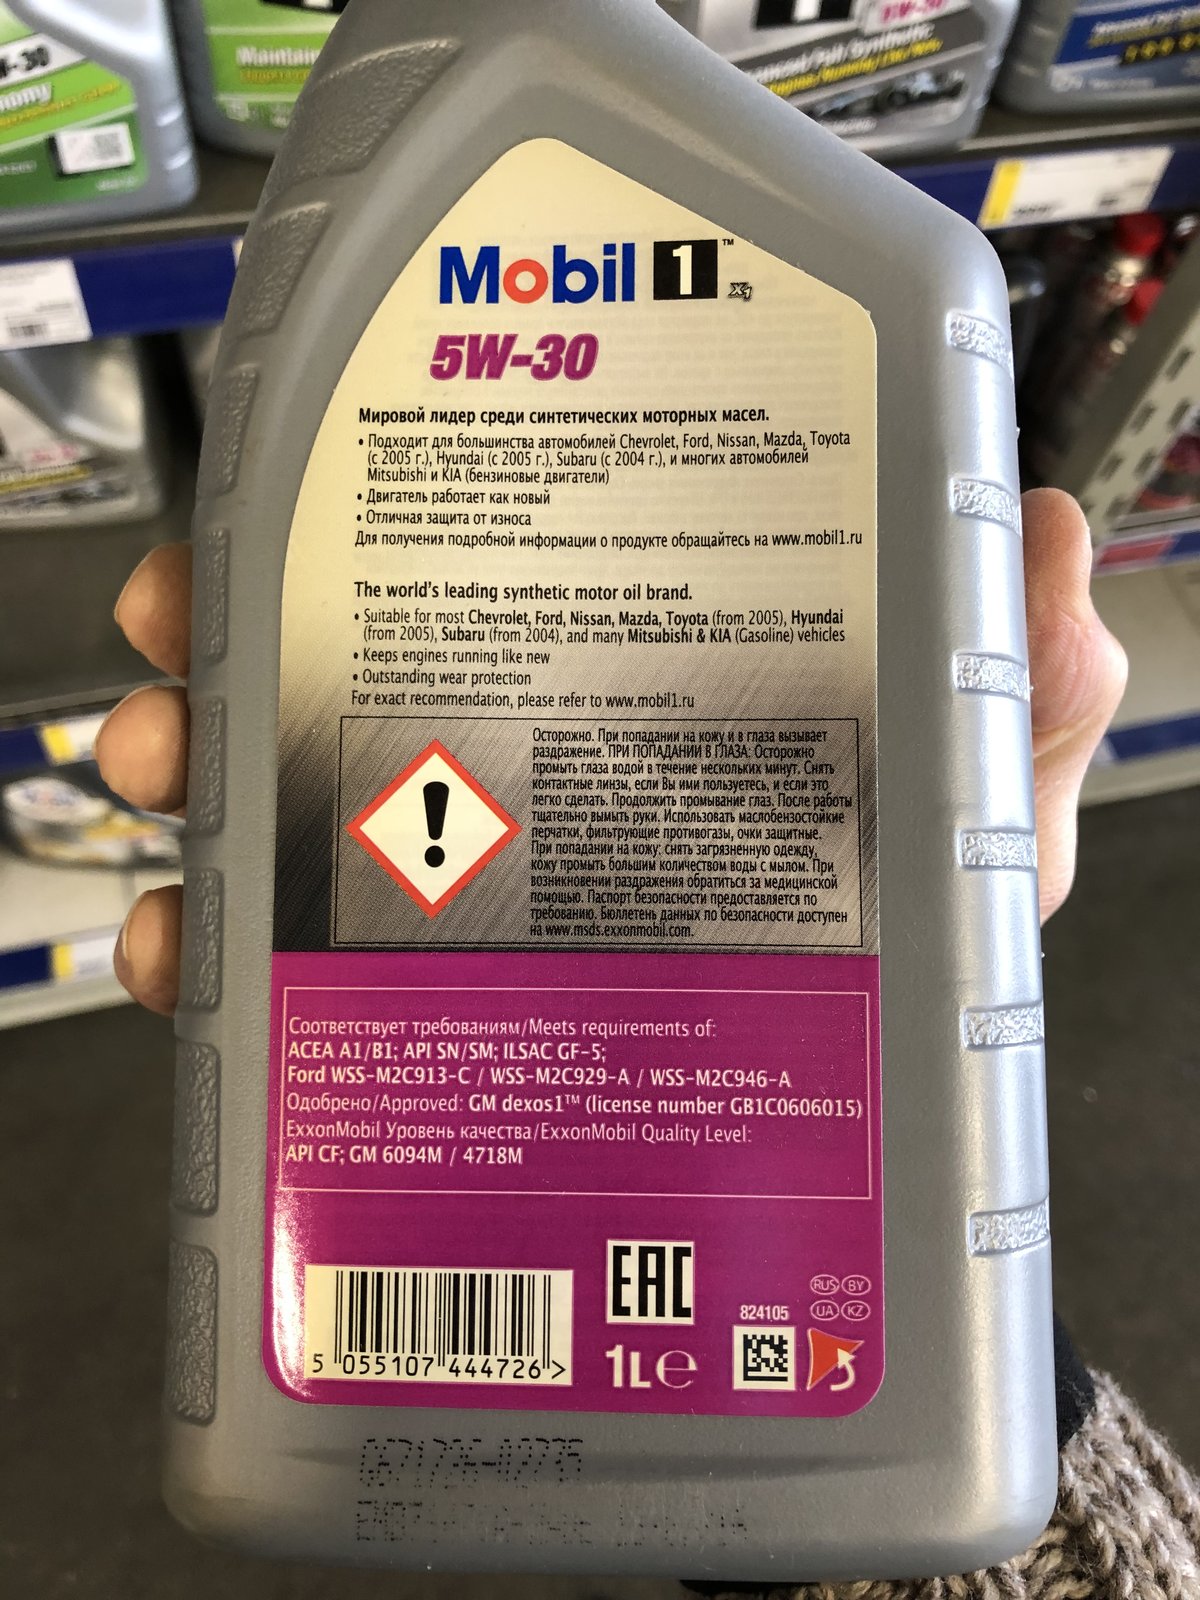 W-30
nomy
Maintain
5W-30
Mobil 1™
x1
5W-30
Мировой лидер среди синтетических моторных масел.
• Подходит для большинства автомобилей Chevrolet, Ford, Nissan, Mazda, Toyota
(с 2005 г.), Hyundai (с 2005 г.), Subaru (с 2004 г.), и многих автомобилей
Mitsubishi и KIA (бензиновые двигатели)
• Двигатель работает как новый
• Отличная защита от износа
Для получения подробной информации о продукте обращайтесь на www.mobil1.ru
The world's leading synthetic motor oil brand.
• Suitable for most Chevrolet, Ford, Nissan, Mazda, Toyota (from 2005), Hyundai
(from 2005), Subaru (from 2004), and many Mitsubishi & KIA (Gasoline) vehicles
• Keeps engines running like new
• Outstanding wear protection
For exact recommendation, please refer to www.mobil1.ru
Осторожно. При попадании на кожу и в глаза вызывает
раздражение. ПРИ ПОПАДАНИИ В ГЛАЗА: Осторожно
промыть глаза водой в течение нескольких минут. Снять
контактные линзы, если Вы ими пользуетесь, и если это
легко сделать. Продолжить промывание глаз. После работы
тщательно вымыть руки. Использовать маслобензостойкие
перчатки, фильтрующие противогазы, очки защитные.
При попадании на кожу: снять загрязненную одежду,
кожу промыть большим количеством воды с мылом. При
возникновении раздражения обратиться за медицинской
помощью. Паспорт безопасности предоставляется по
требованию. Бюллетень данных по безопасности доступен
на www.msds.exxonmobil.com.
Соответствует требованиям/Meets requirements of:
ACEA A1/B1; API SN/SM; ILSAC GF-5;
Ford WSS-M2C913-C / WSS-M2C929-A / WSS-M2C946-A
Одобрено/Approved: GM dexos1™ (license number GB1C0606015)
ExxonMobil Уровень качества/ExxonMobil Quality Level:
API CF; GM 6094M / 4718M
EAC
RUS BY
UA KZ
824105
1L e
5 055107 444726 >